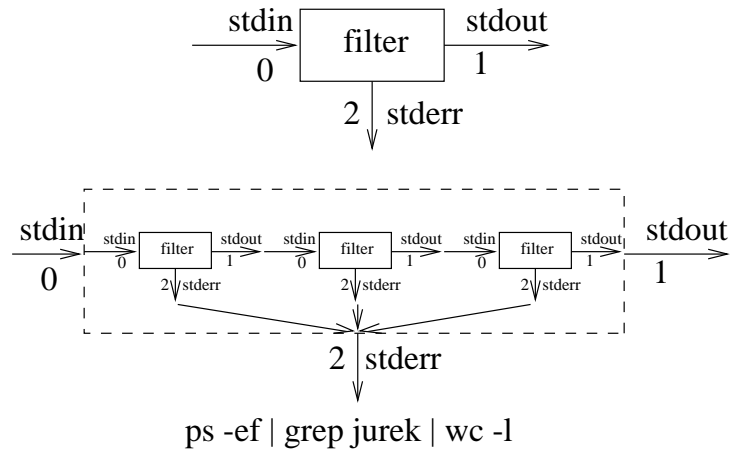 stdin
filter
stdout
0
1
2 stderr
stdin
0
stdin
0
filter
stdout
1
2 stderr
stdin
0
filter
stdout
1
2 stderr
stdin
0
filter
stdout
1
2 stderr
stdout
1
2 stderr
ps -ef | grep jurek | wc -l